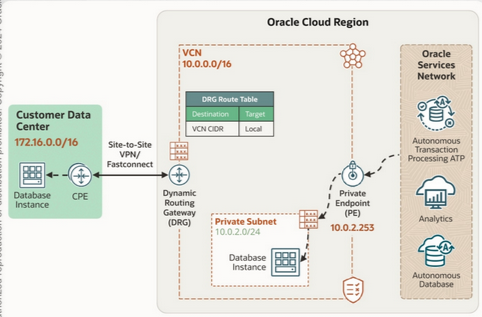 Oracle Cloud Region
VCN
10.0.0.0/16
DRG Route Table
Destination Target
VCN CIDR Local
Customer Data
Center
172.16.0.0/16
Database
Instance
CPE
Site-to-Site
VPN/
Fastconnect
Dynamic
Routing
Gateway
(DRG)
Private Subnet
10.0.2.0/24
Database
Instance
Private
Endpoint
(PE)
10.0.2.253
Oracle
Services
Network
Autonomous
Transaction
Processing ATP
Analytics
Autonomous
Database